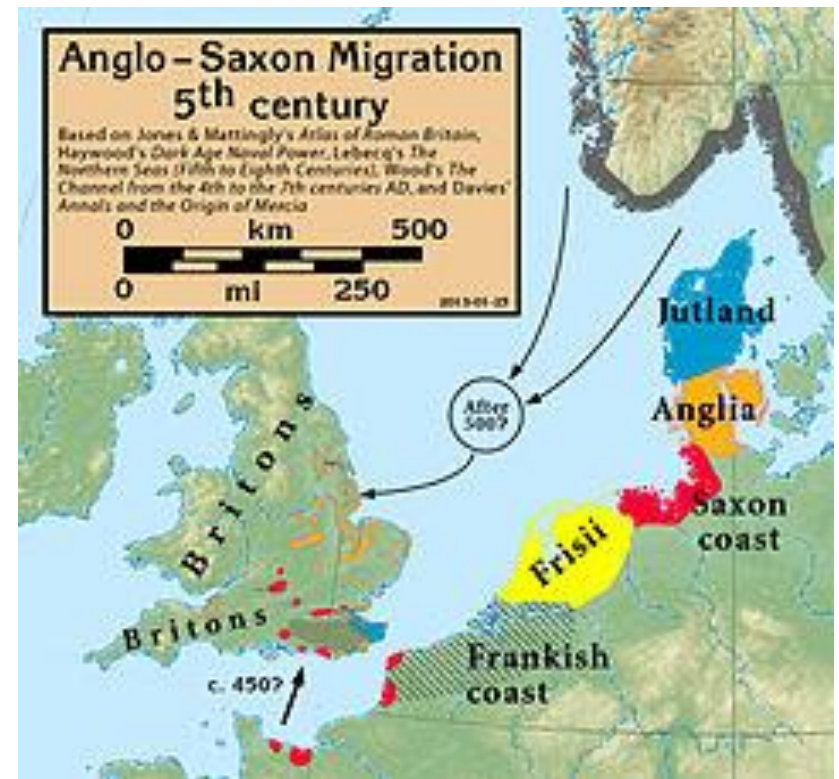 Anglo – Saxon Migration
5th century
Based on Jones & Mattingly's Atlas of Roman Britain,
Haywood's Dark Age Naval Power, Lebecq's The
Northern Seas (Fifth to Eighth Centuries), Wood's The
Channel from the 4th to the 7th centuries AD, and Davies'
Annals and the Origin of Mercia
0 km 500
0 mi 250
Jutland
Anglia
After
500?
Britons
Saxon
coast
Frisii
Britons
Frankish
coast
c. 450?